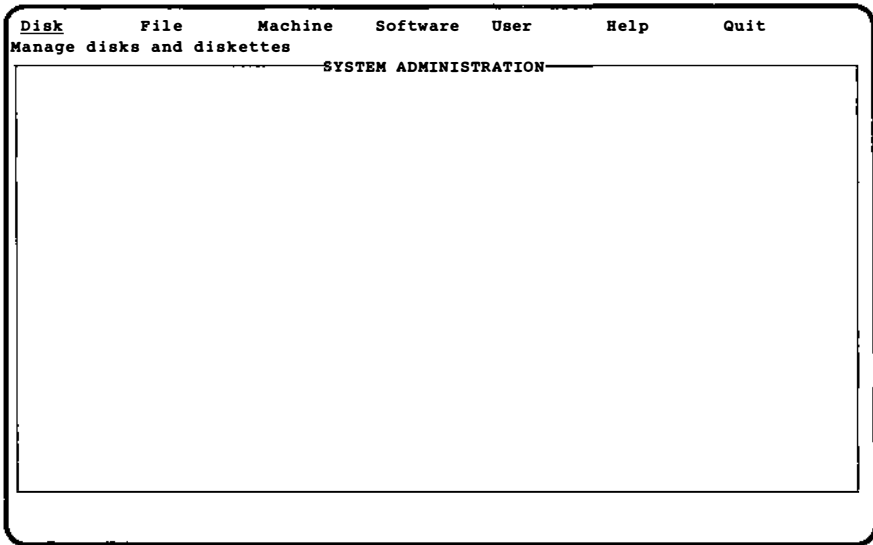 Disk File Machine Software User Help Quit
Manage disks and diskettes
SYSTEM ADMINISTRATION